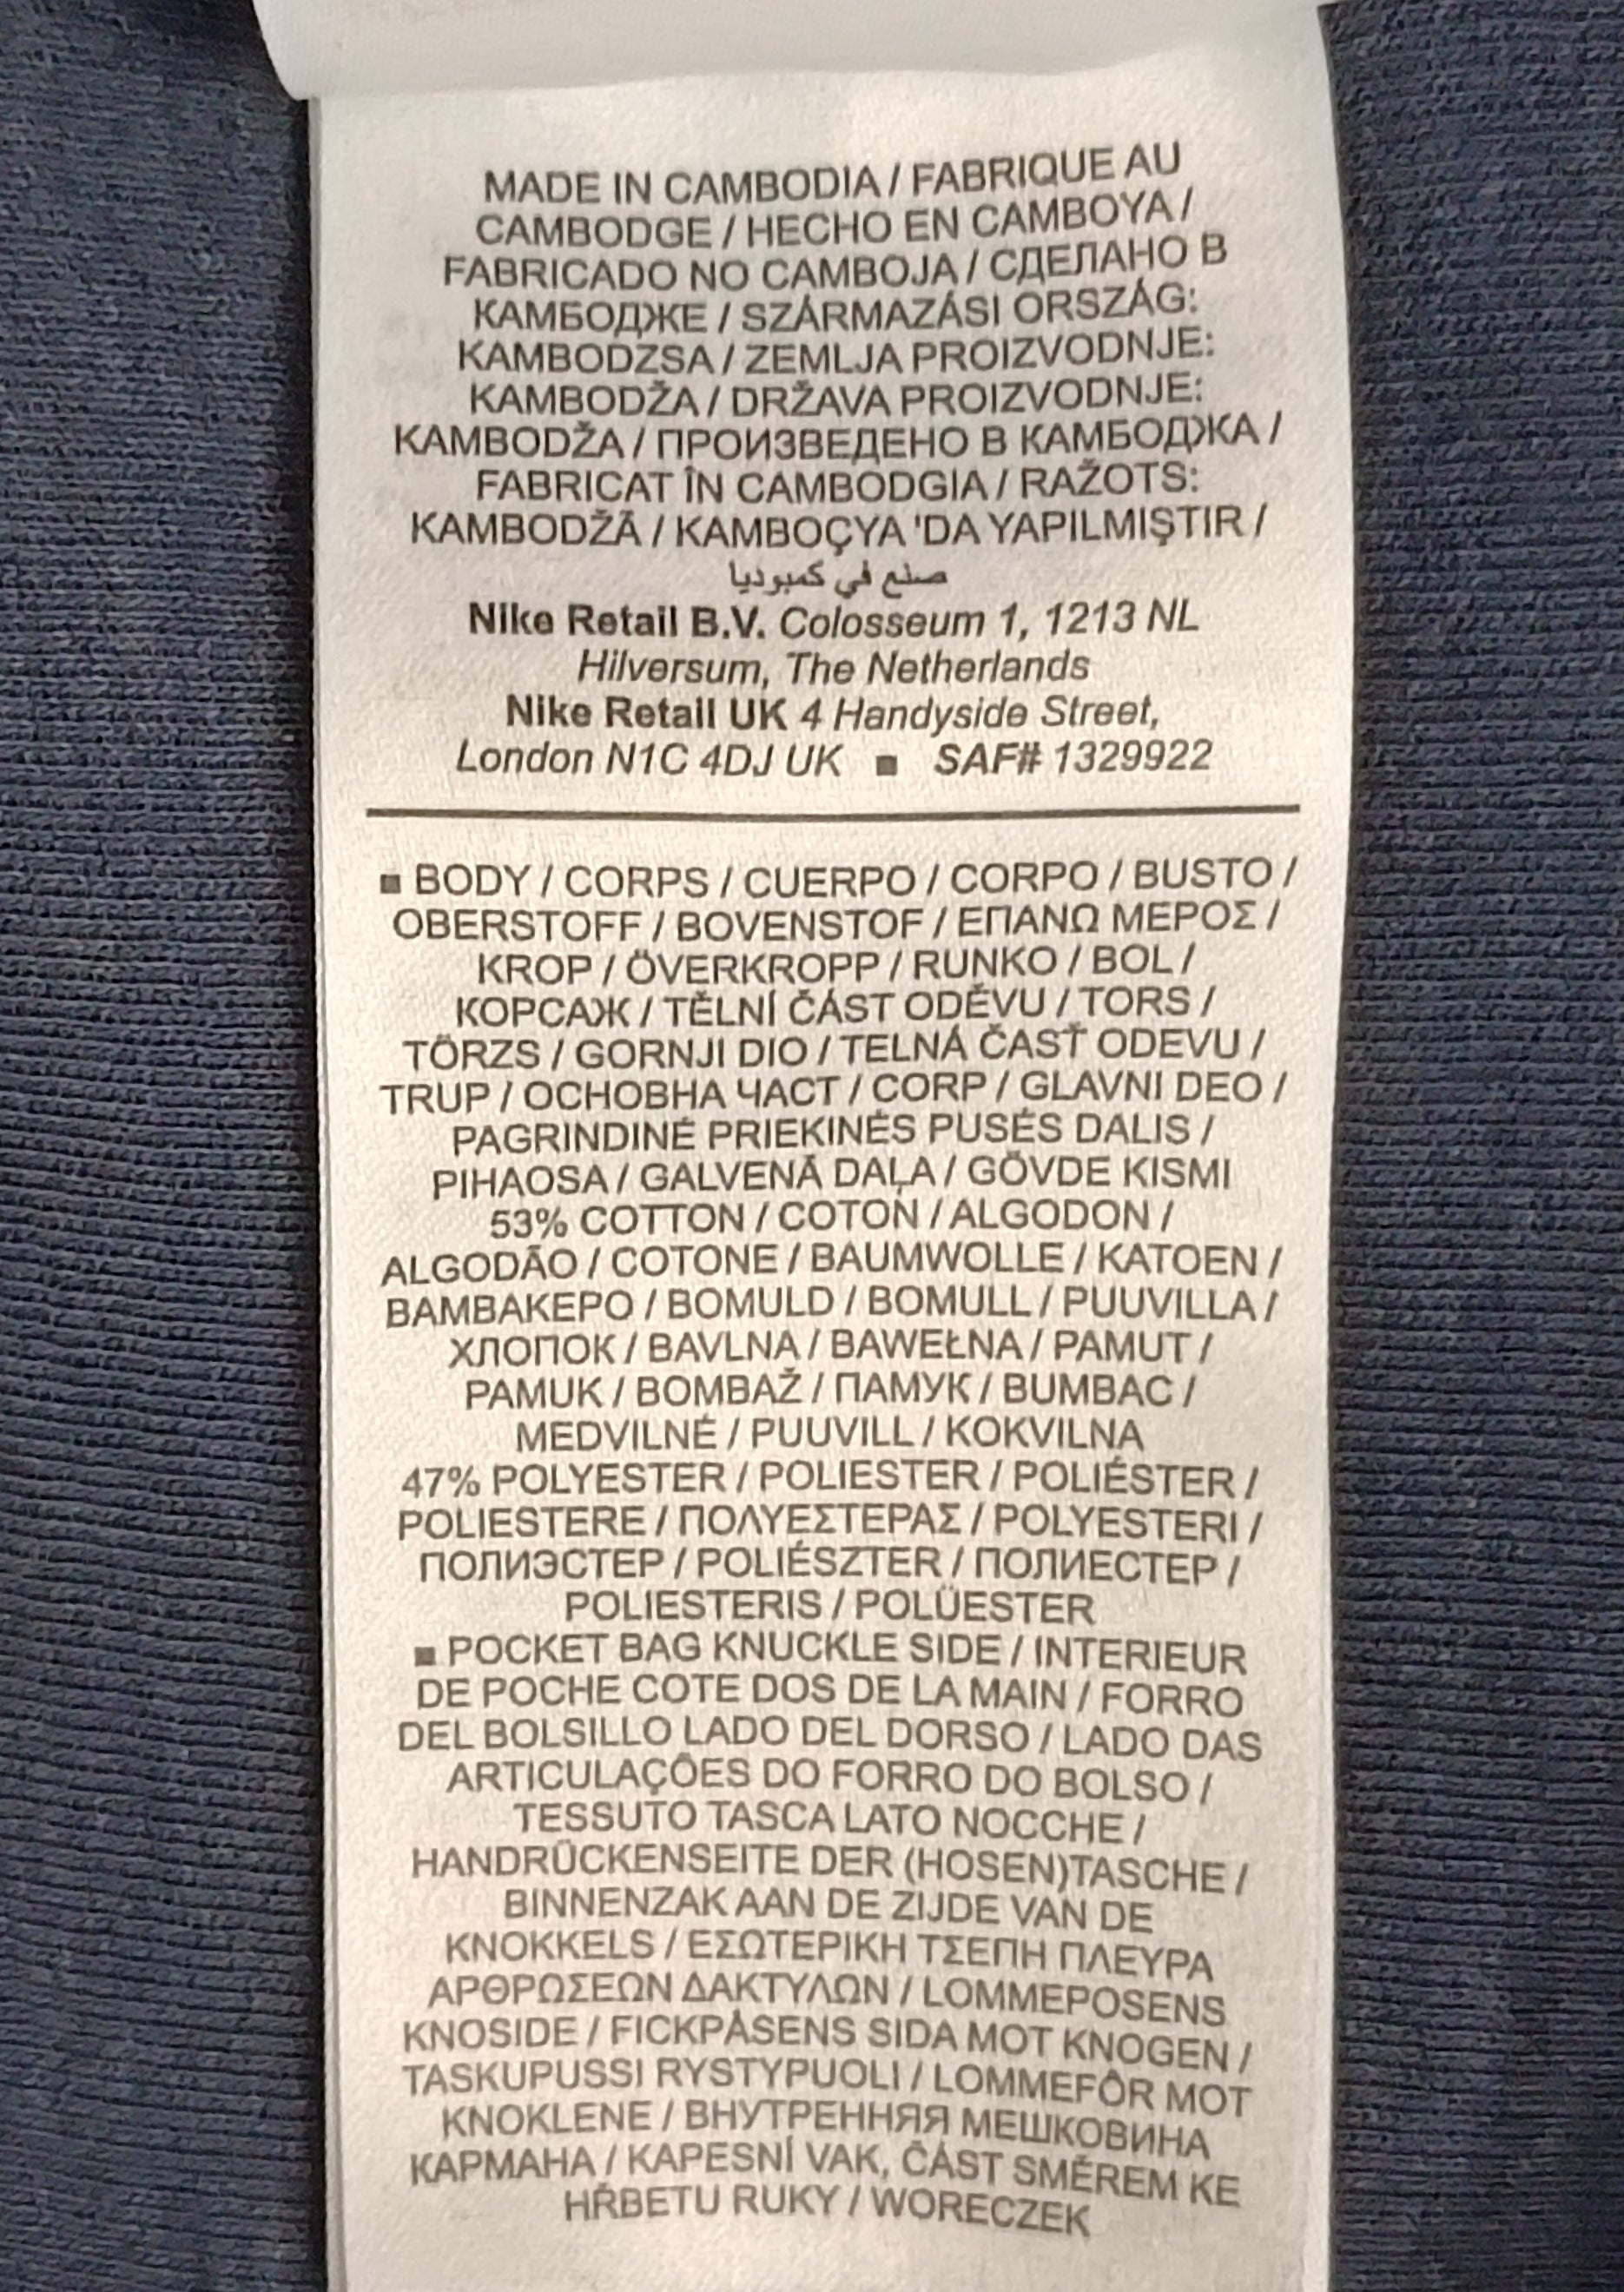 MADE IN CAMBODIA / FABRIQUE AU
CAMBODGE / HECHO EN CAMBOYA /
FABRICADO NO CAMBOJA / СДЕЛАНО В
КАМБОДЖЕ / SZÁRMAZÁSI ORSZÁG:
KAMBODZSA / ZEMLJA PROIZVODNJE:
KAMBODŽA / DRŽAVA PROIZVODNJE:
KAMBODŽA / ПРОИЗВЕДЕНО В КАМБОДЖА /
FABRICAT ÎN CAMBODGIA / RAŽOTS:
KAMBODŽĀ / KAMBOÇYA 'DA YAPILMIŞTIR /
صنع في كمبوديا
Nike Retail B.V. Colosseum 1, 1213 NL
Hilversum, The Netherlands
Nike Retail UK 4 Handyside Street,
London N1C 4DJ UK ■ SAF# 1329922
■ BODY / CORPS / CUERPO / CORPO / BUSTO /
OBERSTOFF / BOVENSTOF / ΕΠΑΝΩ ΜΕΡΟΣ /
KROP / ÖVERKROPP / RUNKO / BOL /
КОРСАЖ / TĚLNÍ ČÁST ODĚVU / TORS /
TÖRZS / GORNJI DIO / TELNÁ ČASŤ ODEVU /
TRUP / ОСНОВНА ЧАСТ / CORP / GLAVNI DEO /
PAGRINDINĖ PRIEKINĖS PUSĖS DALIS /
PIHAOSA / GALVENĀ DAĻA / GÖVDE KISMI
53% COTTON / COTON / ALGODON /
ALGODÃO / COTONE / BAUMWOLLE / KATOEN /
ΒΑΜΒΑΚΕΡΟ / BOMULD / BOMULL / PUUVILLA /
ХЛОПОК / BAVLNA / BAWEŁNA / PAMUT /
PAMUK / BOMBAŽ / ПАМУК / BUMBAC /
MEDVILNĖ / PUUVILL / KOKVILNA
47% POLYESTER / POLIESTER / POLIÉSTER /
POLIESTERE / ΠΟΛΥΕΣΤΕΡΑΣ / POLYESTERI /
ПОЛИЭСТЕР / POLIÉSZTER / ПОЛИЕСТЕР /
POLIESTERIS / POLÜESTER
■ POCKET BAG KNUCKLE SIDE / INTERIEUR
DE POCHE COTE DOS DE LA MAIN / FORRO
DEL BOLSILLO LADO DEL DORSO / LADO DAS
ARTICULAÇÕES DO FORRO DO BOLSO /
TESSUTO TASCA LATO NOCCHE /
HANDRÜCKENSEITE DER (HOSEN)TASCHE /
BINNENZAK AAN DE ZIJDE VAN DE
KNOKKELS / ΕΣΩΤΕΡΙΚΗ ΤΣΕΠΗ ΠΛΕΥΡΑ
ΑΡΘΡΩΣΕΩΝ ΔΑΚΤΥΛΩΝ / LOMMEPOSENS
KNOSIDE / FICKPÅSENS SIDA MOT KNOGEN /
TASKUPUSSI RYSTYPUOLI / LOMMEFÔR MOT
KNOKLENE / ВНУТРЕННЯЯ МЕШКОВИНА
КАРМАНА / KAPESNÍ VAK, ČÁST SMĚREM KE
HŘBETU RUKY / WORECZEK